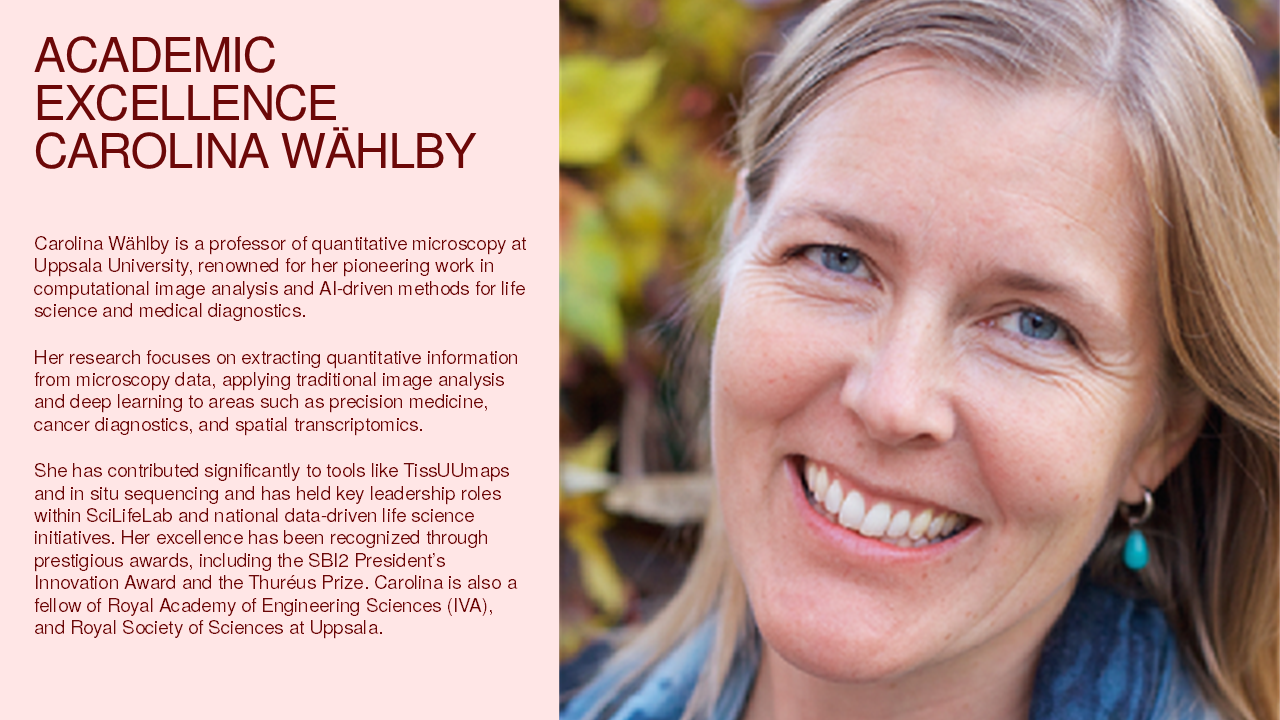 ACADEMIC
EXCELLENCE
CAROLINA WÄHLBY
Carolina Wählby is a professor of quantitative microscopy at
Uppsala University, renowned for her pioneering work in
computational image analysis and AI-driven methods for life
science and medical diagnostics.
Her research focuses on extracting quantitative information
from microscopy data, applying traditional image analysis
and deep learning to areas such as precision medicine,
cancer diagnostics, and spatial transcriptomics.
She has contributed significantly to tools like TissUUmaps
and in situ sequencing and has held key leadership roles
within SciLifeLab and national data-driven life science
initiatives. Her excellence has been recognized through
prestigious awards, including the SBI2 President’s
Innovation Award and the Thuréus Prize. Carolina is also a
fellow of Royal Academy of Engineering Sciences (IVA),
and Royal Society of Sciences at Uppsala.